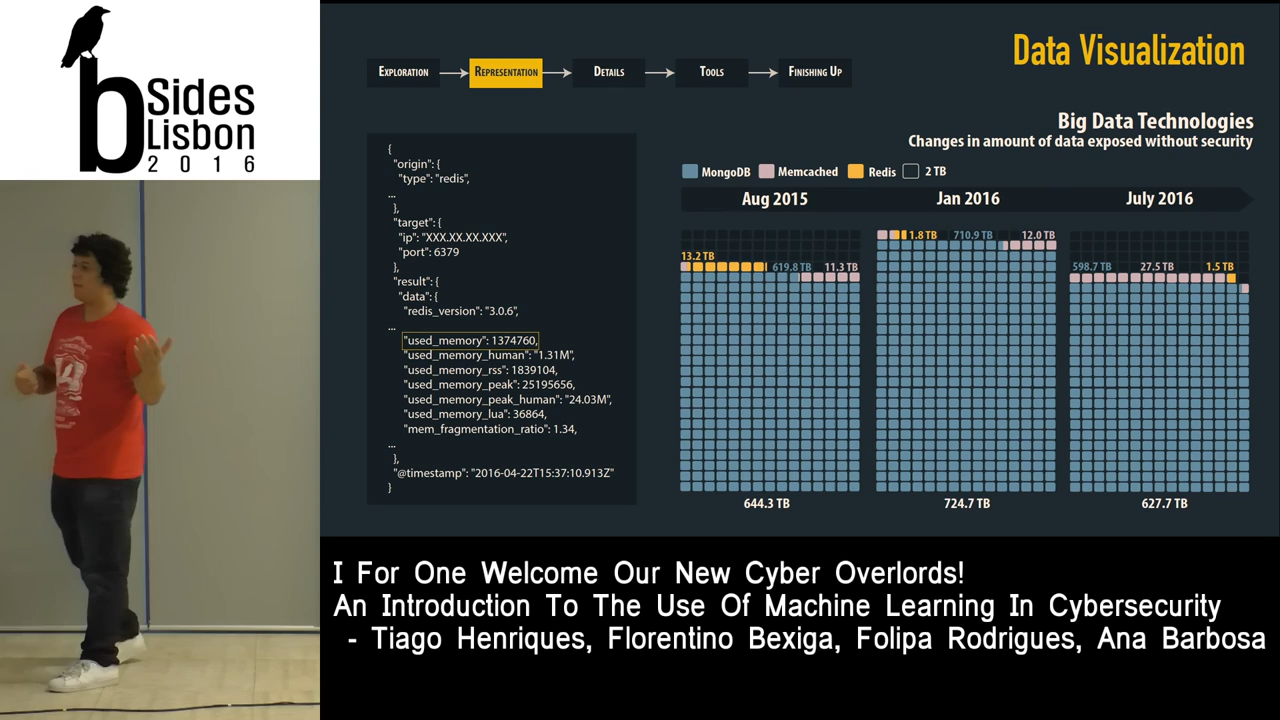 bSides
Lisbon
2016
Data Visualization
EXPLORATION
REPRESENTATION
DETAILS
TOOLS
FINISHING UP
Big Data Technologies
Changes in amount of data exposed without security
MongoDB Memcached Redis 2 TB
Aug 2015 Jan 2016 July 2016
{
"origin": {
"type": "redis",
...
},
"target": {
"ip": "XXX.XX.XX.XXX",
"port": 6379
},
"result": {
"data": {
"redis_version": "3.0.6",
...
"used_memory": 1374760,
"used_memory_human": "1.31M",
"used_memory_rss": 1839104,
"used_memory_peak": 25195656,
"used_memory_peak_human": "24.03M",
"used_memory_lua": 36864,
"mem_fragmentation_ratio": 1.34,
...
},
"@timestamp": "2016-04-22T15:37:10.913Z"
}
13.2 TB
619.8 TB 11.3 TB
1.8 TB 710.9 TB 12.0 TB
598.7 TB 27.5 TB 1.5 TB
644.3 TB 724.7 TB 627.7 TB
I For One Welcome Our New Cyber Overlords!
An Introduction To The Use Of Machine Learning In Cybersecurity
- Tiago Henriques, Florentino Bexiga, Folipa Rodrigues, Ana Barbosa